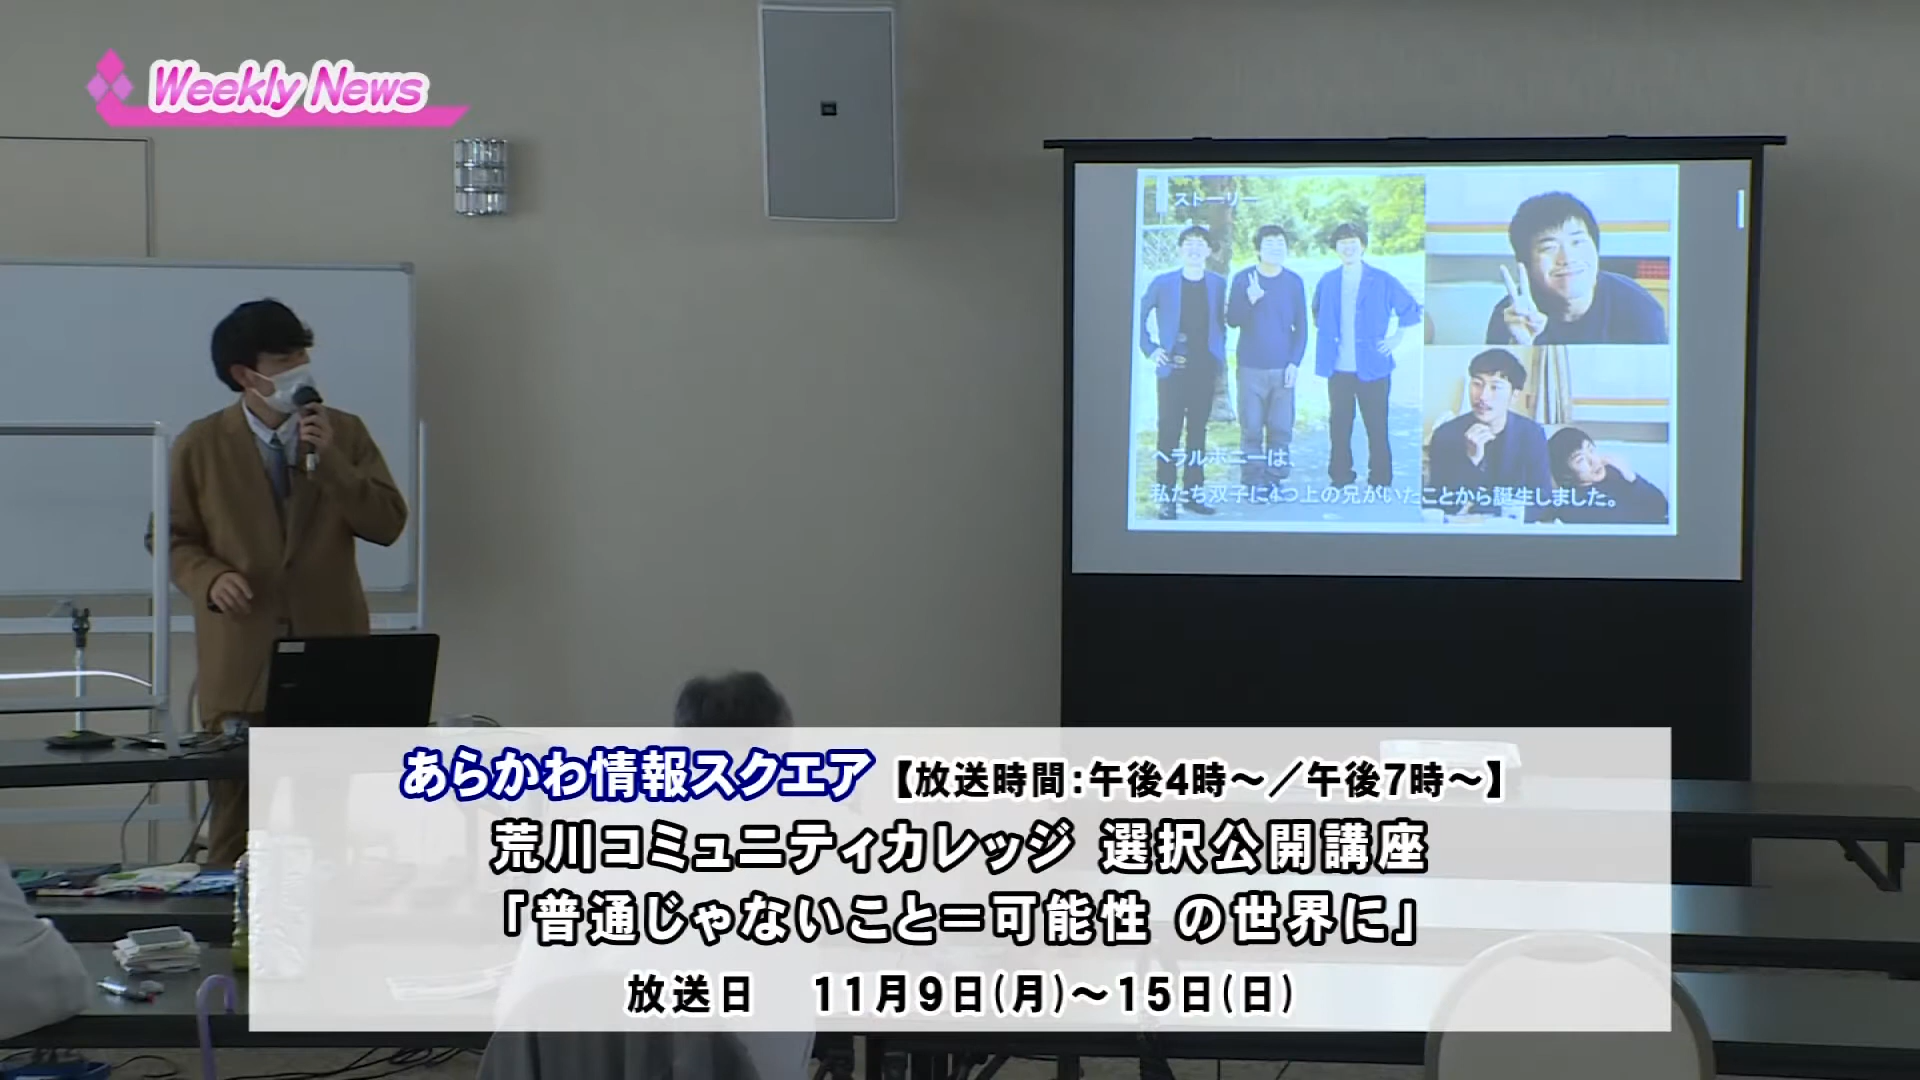 Weekly News
ストーリー
ヘラルボニーは、
私たち双子に4つ上の兄がいたことから誕生しました。
あらかわ情報スクエア 【放送時間：午後4時～／午後7時～】
荒川コミュニティカレッジ 選択公開講座
「普通じゃないこと＝可能性 の世界に」
放送日 11月9日(月)～15日(日)